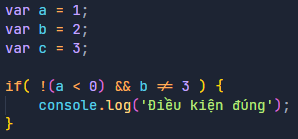 var a = 1;
var b = 2;
var c = 3;
if( !(a < 0) && b ≠ 3 ) {
console.log('Điều kiện đúng');
}